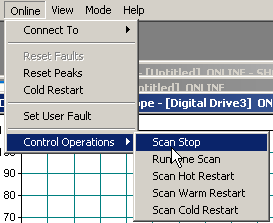 Online View Mode Help
Connect To
Reset Faults
[Untitled] ONLINE - SH
Reset Peaks
[Untitled] ONLINE
Cold Restart
ope - [Digital Drive3] ON
Set User Fault
Control Operations
Scan Stop
100
Run One Scan
90
Scan Hot Restart
80
Scan Warm Restart
70
Scan Cold Restart